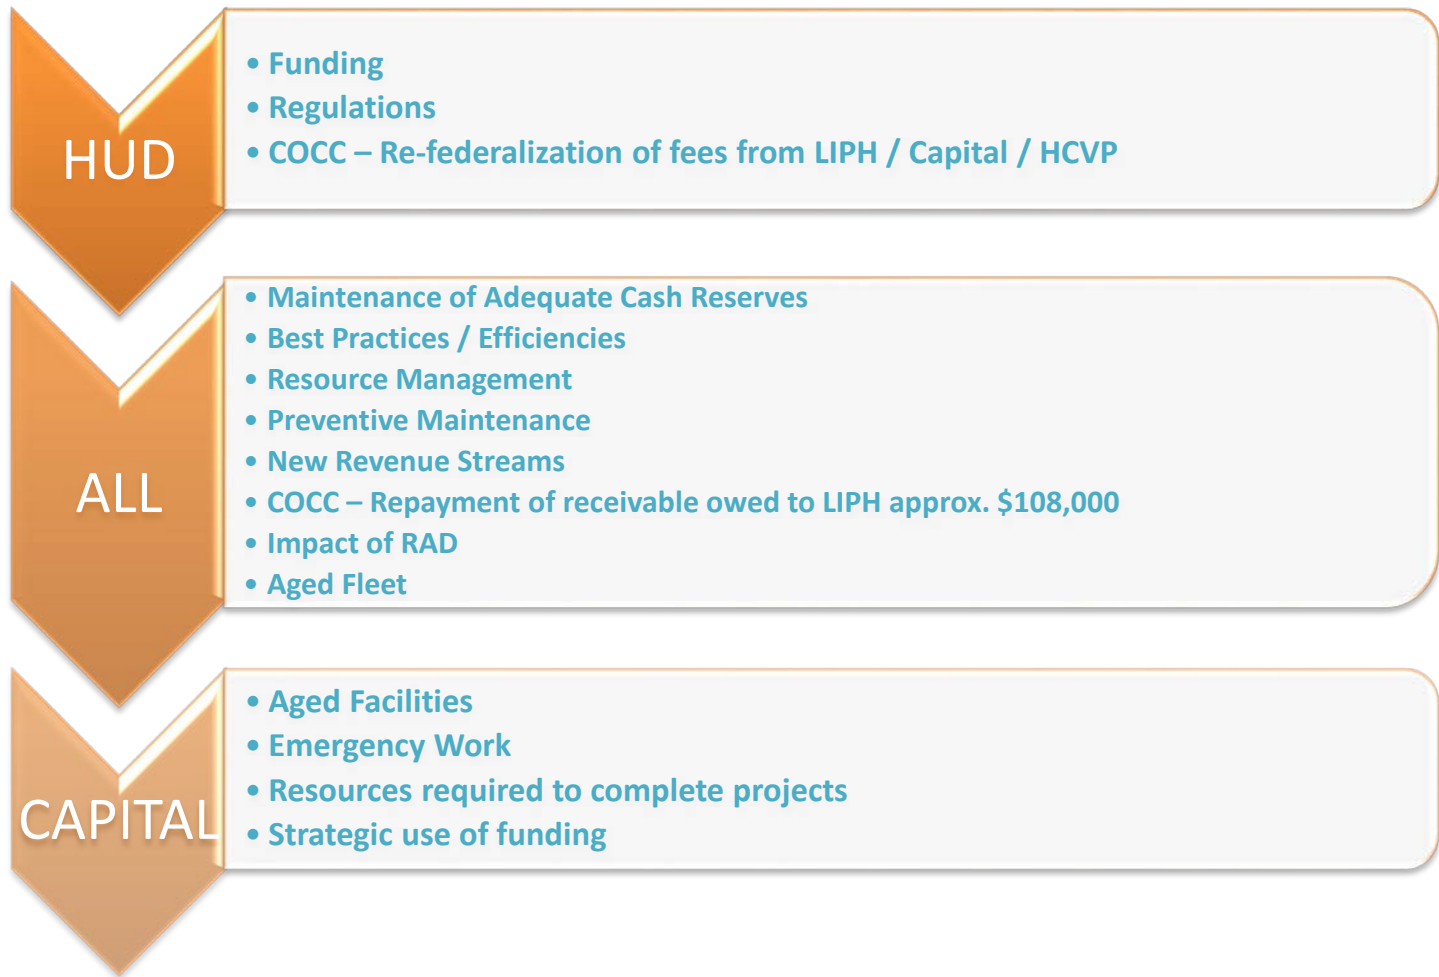 HUD
• Funding
• Regulations
• COCC – Re-federalization of fees from LIPH / Capital / HCVP
ALL
• Maintenance of Adequate Cash Reserves
• Best Practices / Efficiencies
• Resource Management
• Preventive Maintenance
• New Revenue Streams
• COCC – Repayment of receivable owed to LIPH approx. $108,000
• Impact of RAD
• Aged Fleet
CAPITAL
• Aged Facilities
• Emergency Work
• Resources required to complete projects
• Strategic use of funding